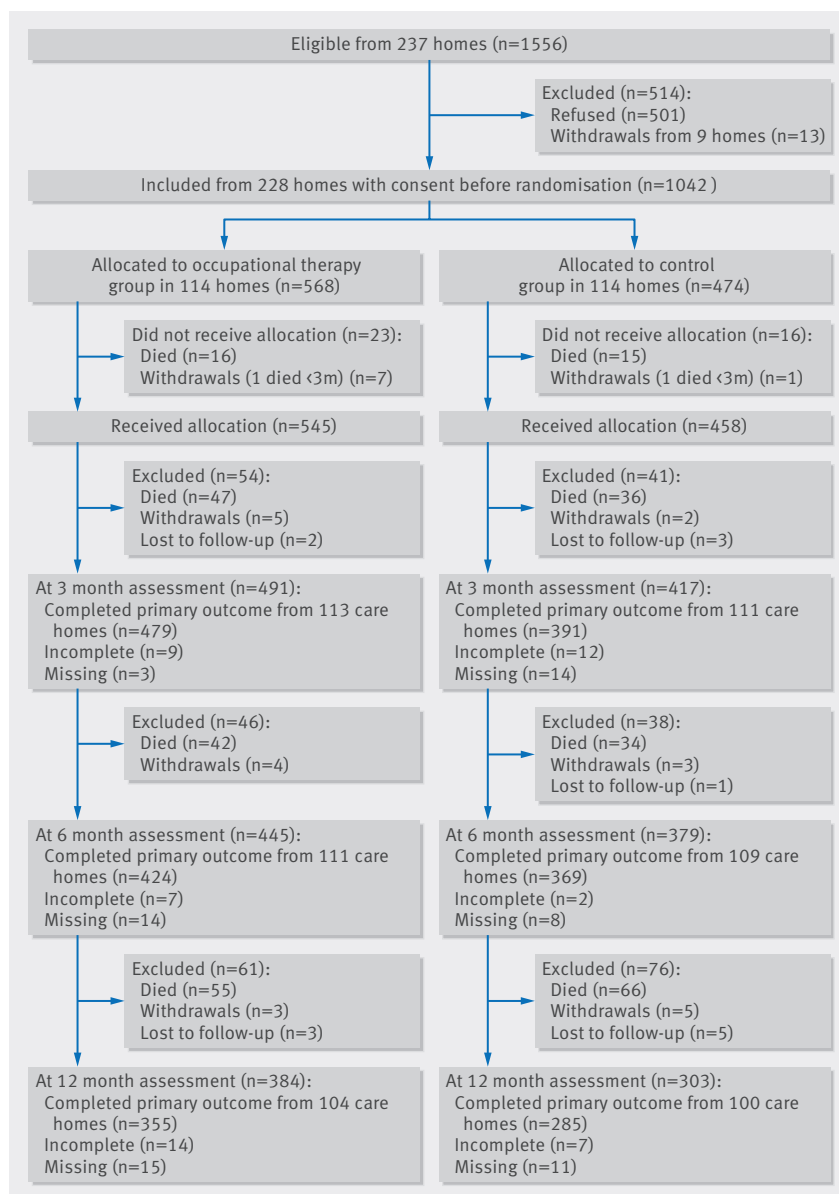 Eligible from 237 homes (n=1556)
Excluded (n=514):
Refused (n=501)
Withdrawals from 9 homes (n=13)
Included from 228 homes with consent before randomisation (n=1042 )
Allocated to occupational therapy
group in 114 homes (n=568)
Did not receive allocation (n=23):
Died (n=16)
Withdrawals (1 died <3m) (n=7)
Received allocation (n=545)
Excluded (n=54):
Died (n=47)
Withdrawals (n=5)
Lost to follow-up (n=2)
At 3 month assessment (n=491):
Completed primary outcome from 113 care
homes (n=479)
Incomplete (n=9)
Missing (n=3)
Excluded (n=46):
Died (n=42)
Withdrawals (n=4)
At 6 month assessment (n=445):
Completed primary outcome from 111 care
homes (n=424)
Incomplete (n=7)
Missing (n=14)
Excluded (n=61):
Died (n=55)
Withdrawals (n=3)
Lost to follow-up (n=3)
At 12 month assessment (n=384):
Completed primary outcome from 104 care
homes (n=355)
Incomplete (n=14)
Missing (n=15)
Allocated to control
group in 114 homes (n=474)
Did not receive allocation (n=16):
Died (n=15)
Withdrawals (1 died <3m) (n=1)
Received allocation (n=458)
Excluded (n=41):
Died (n=36)
Withdrawals (n=2)
Lost to follow-up (n=3)
At 3 month assessment (n=417):
Completed primary outcome from 111 care
homes (n=391)
Incomplete (n=12)
Missing (n=14)
Excluded (n=38):
Died (n=34)
Withdrawals (n=3)
Lost to follow-up (n=1)
At 6 month assessment (n=379):
Completed primary outcome from 109 care
homes (n=369)
Incomplete (n=2)
Missing (n=8)
Excluded (n=76):
Died (n=66)
Withdrawals (n=5)
Lost to follow-up (n=5)
At 12 month assessment (n=303):
Completed primary outcome from 100 care
homes (n=285)
Incomplete (n=7)
Missing (n=11)